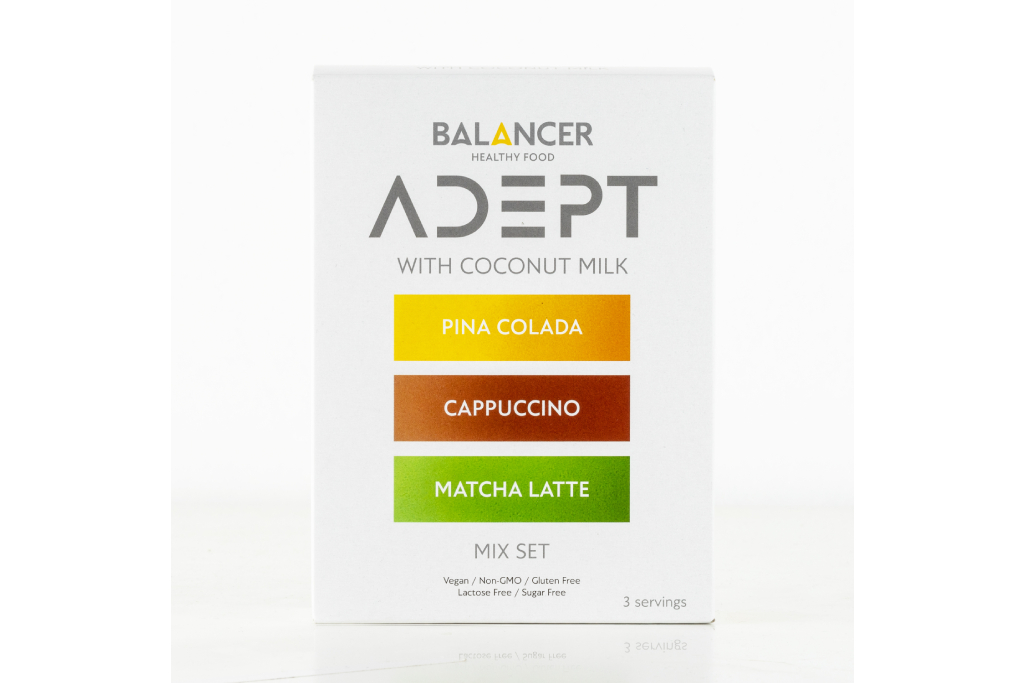 BALANCER
HEALTHY FOOD
ADEPT
WITH COCONUT MILK
PINA COLADA
CAPPUCCINO
MATCHA LATTE
MIX SET
Vegan / Non-GMO / Gluten Free
Lactose Free / Sugar Free
3 servings